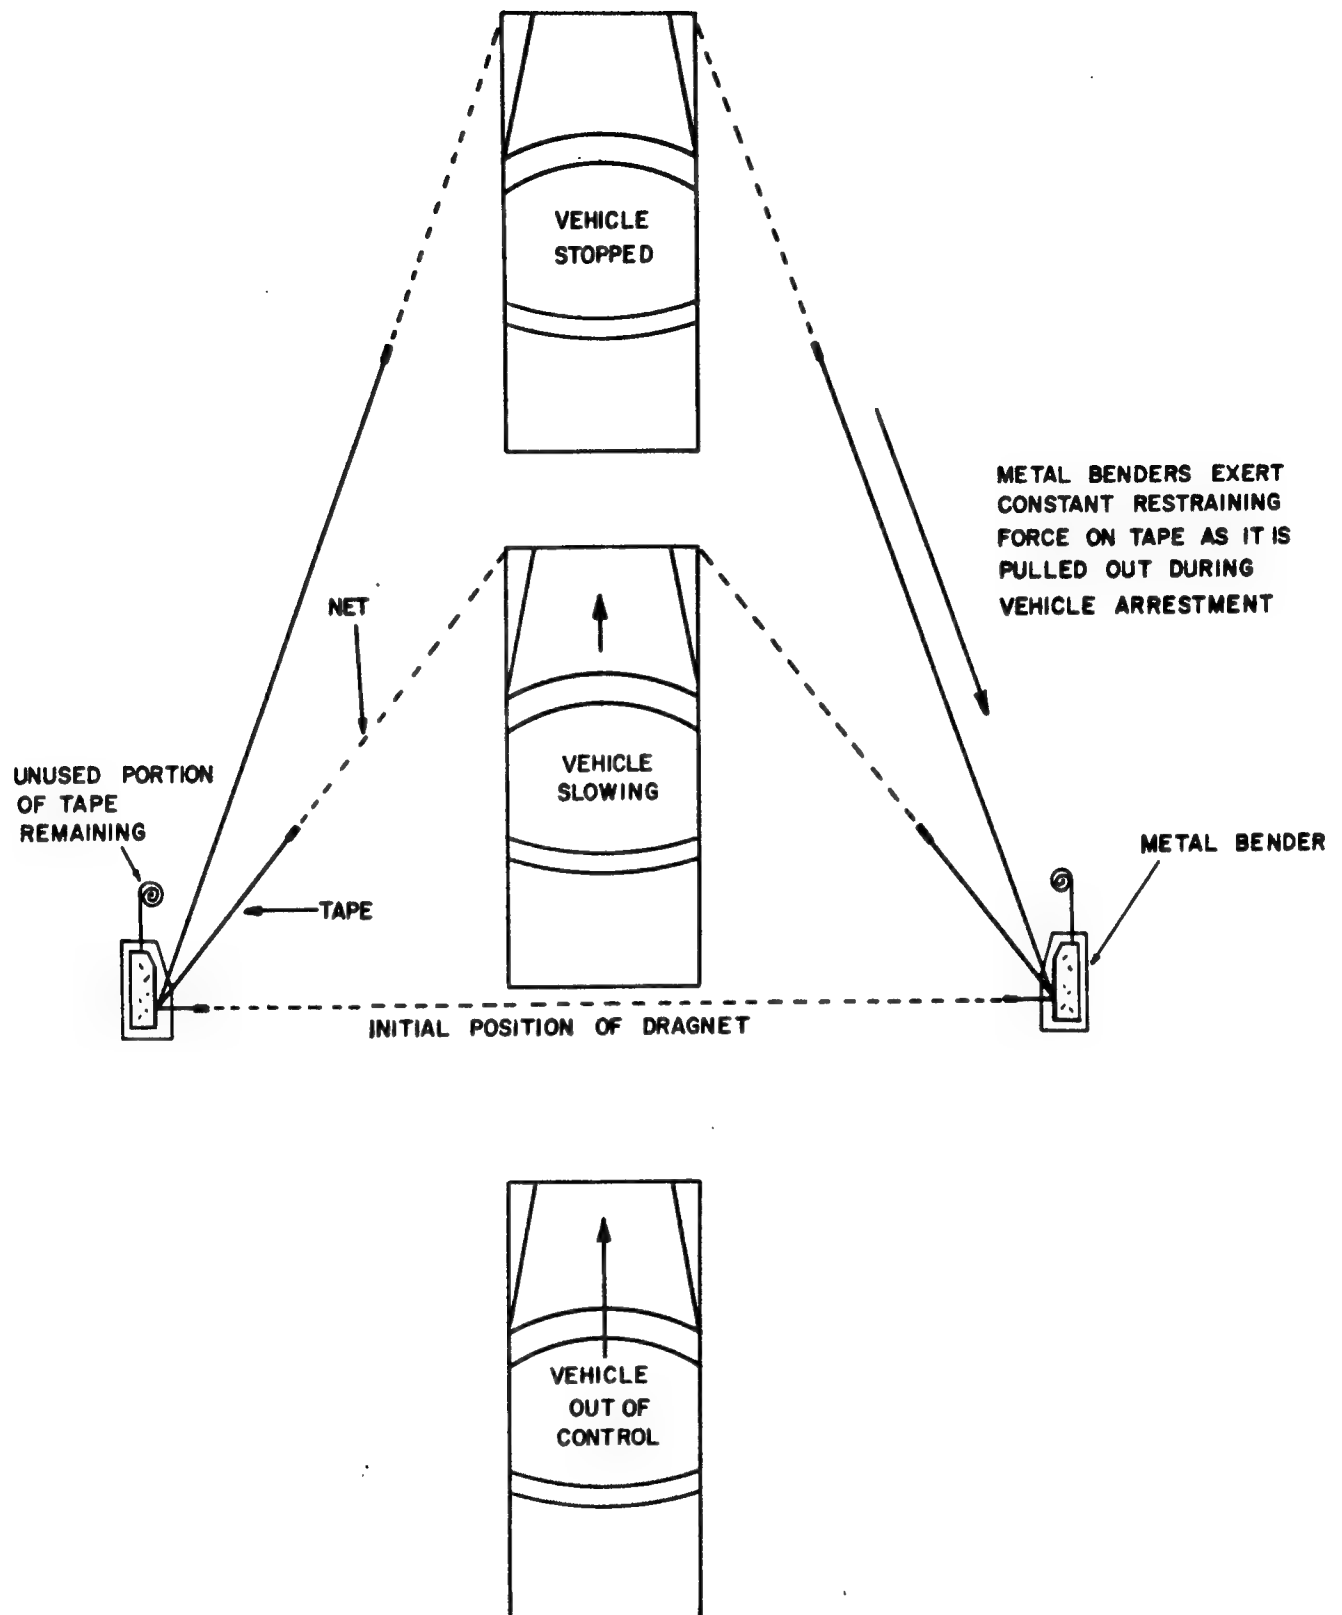 VEHICLE
STOPPED
METAL BENDERS EXERT
CONSTANT RESTRAINING
FORCE ON TAPE AS IT IS
PULLED OUT DURING
VEHICLE ARRESTMENT
NET
VEHICLE
SLOWING
UNUSED PORTION
OF TAPE
REMAINING
METAL BENDER
TAPE
INITIAL POSITION OF DRAGNET
VEHICLE
OUT OF
CONTROL